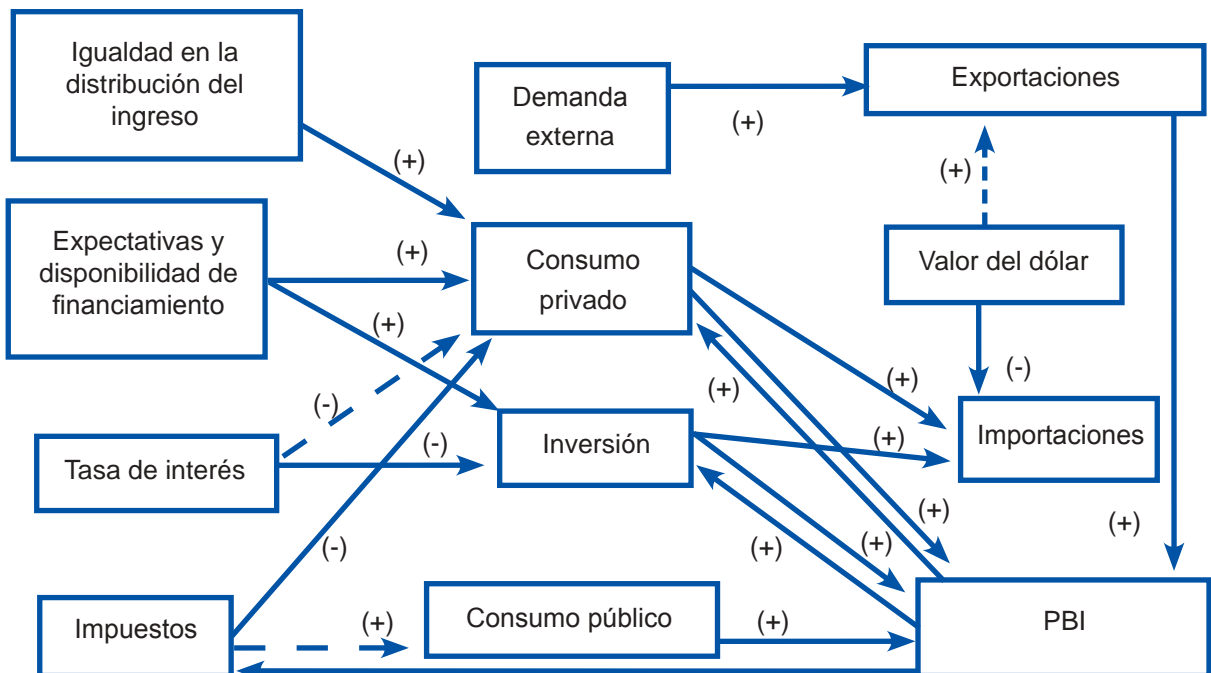 Igualdad en la
distribución del
ingreso
(+)
Demanda
externa
(+)
Exportaciones
(+)
Expectativas y
disponibilidad de
financiamiento
(+)
(+)
Consumo
privado
Valor del dólar
(-)
(+)
(+)
(-)
Tasa de interés
(-)
Inversión
(+)
Importaciones
(-)
(+)
(+)
(+)
(+)
Impuestos
(+)
Consumo público
(+)
PBI